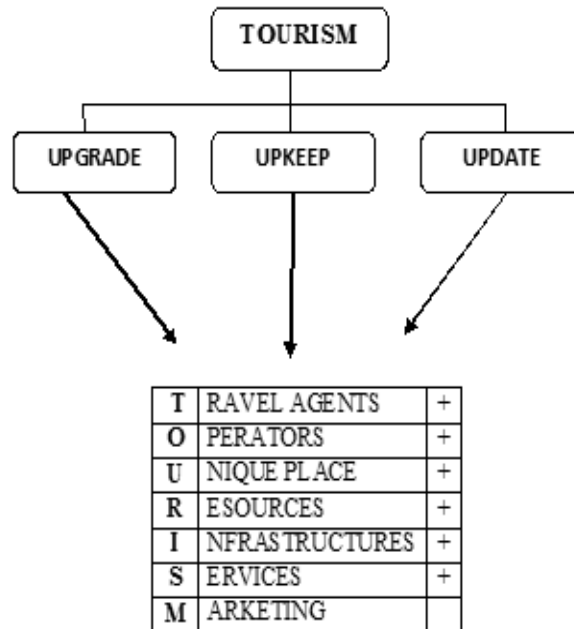 TOURISM
UPGRADE UPKEEP UPDATE
T RAVEL AGENTS +
O PERATORS +
U NIQUE PLACE +
R ESOURCES +
I NFRASTRUCTURES +
S ERVICES +
M ARKETING